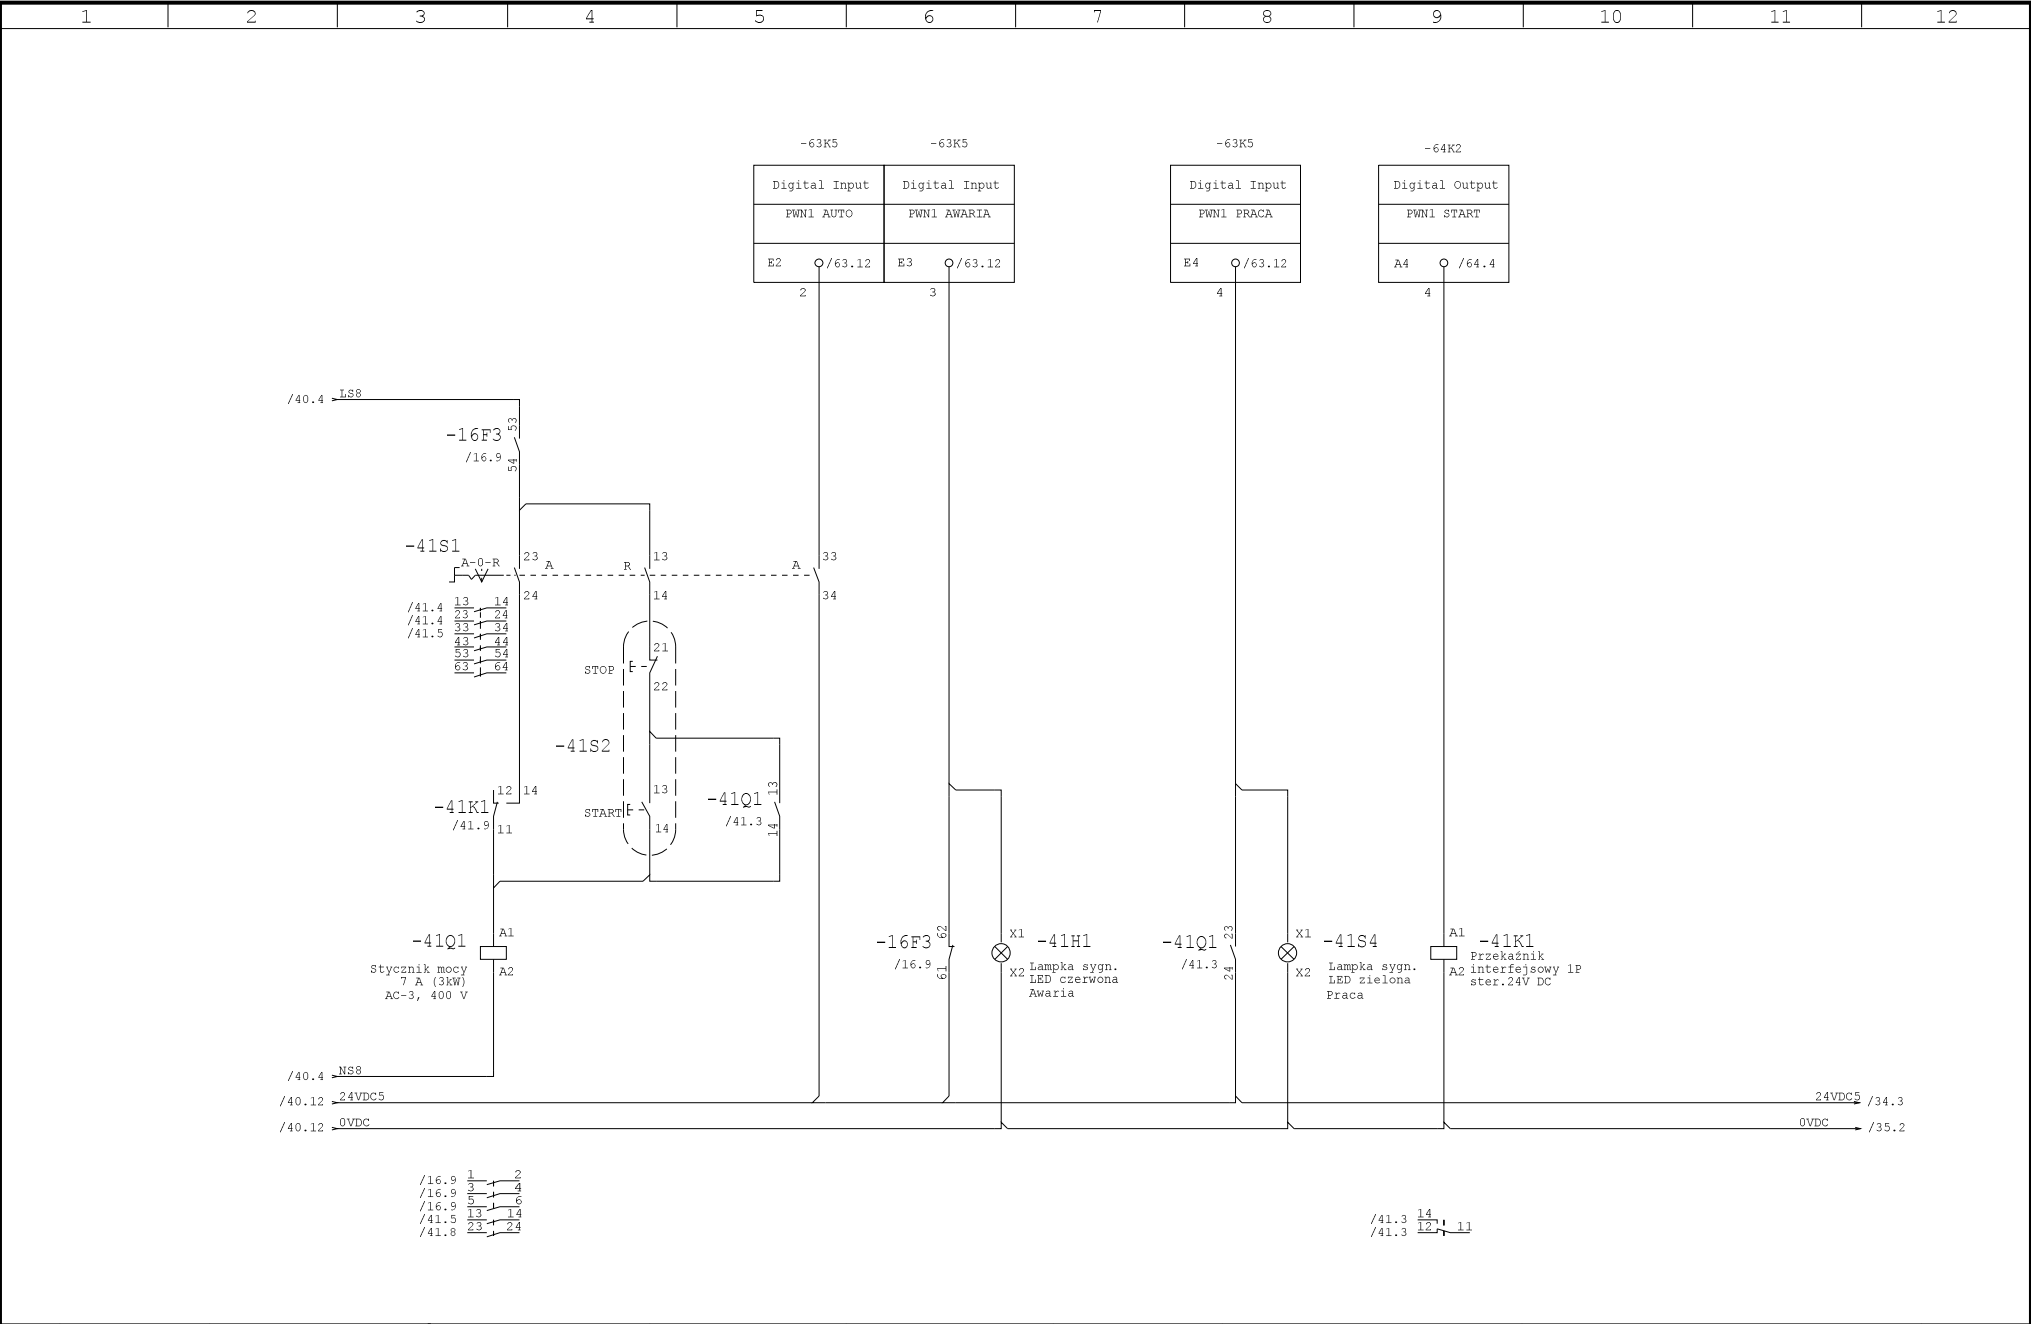 1 2 3 4 5 6 7 8 9 10 11 12
-63K5 -63K5 -63K5 -64K2
Digital Input Digital Input Digital Input Digital Output
PWN1 AUTO PWN1 AWARIA PWN1 PRACA PWN1 START
E2 /63.12 E3 /63.12 E4 /63.12 A4 /64.4
2 3 4 4
/40.4 LS8
53
-16F3
/16.9
54
-41S1
A-0-R
23 A R 13 A 33
24 14 34
/41.4 13 14
/41.4 23 24
/41.5 33 34
43 44
53 54
63 64
21
STOP
22
-41S2
12 14 13 13
-41K1 START -41Q1
/41.9 /41.3
11 14 14
-41Q1 A1
A2
Stycznik mocy
7 A (3kW)
AC-3, 400 V
62
-16F3
/16.9
61
X1 -41H1
X2 Lampka sygn.
LED czerwona
Awaria
23
-41Q1
/41.3
24
X1 -41S4
X2 Lampka sygn.
LED zielona
Praca
A1 -41K1
A2 Przekaźnik
interfejsowy 1P
ster.24V DC
/40.4 NS8
/40.12 24VDC5 24VDC5 /34.3
/40.12 0VDC 0VDC /35.2
/16.9 1 2
/16.9 3 4
/16.9 5 6
/41.5 13 14
/41.8 23 24
/41.3 14
/41.3 12 11